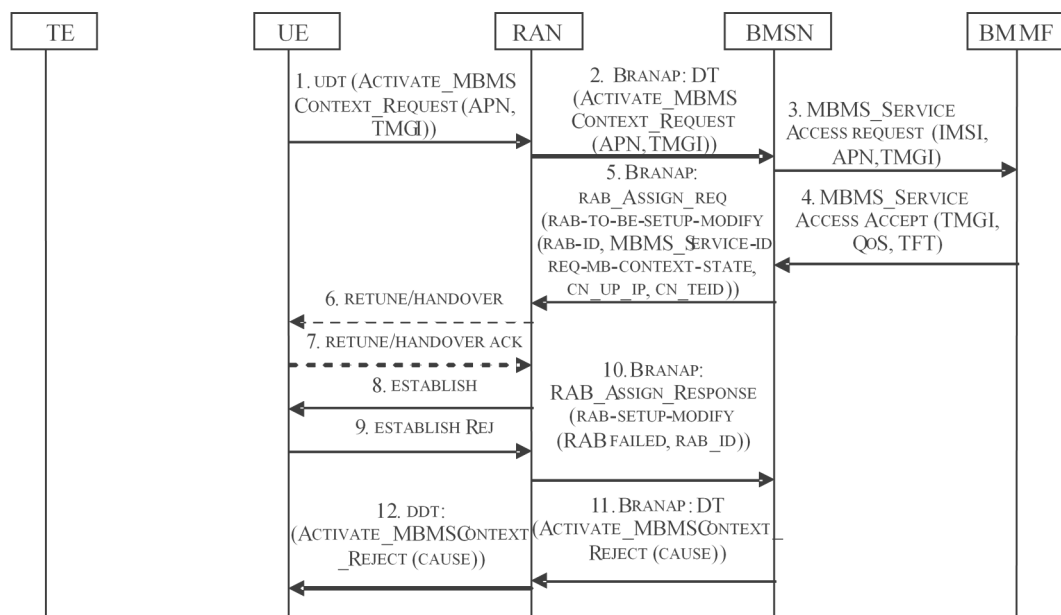 TE
UE
RAN
BMSN
BMMF
1. UDT (ACTIVATE_MBMS
CONTEXT_REQUEST (APN,
TMGI))
2. BRANAP: DT
(ACTIVATE_MBMS
CONTEXT_REQUEST
(APN, TMGI))
3. MBMS_SERVICE
ACCESS REQUEST (IMSI,
APN,TMGI)
4. MBMS_SERVICE
ACCESS ACCEPT (TMGI,
QOS, TFT)
5. BRANAP:
RAB_ASSIGN_REQ
(RAB-TO-BE-SETUP-MODIFY
(RAB-ID, MBMS_SERVICE-ID
REQ-MB-CONTEXT-STATE,
CN_UP_IP, CN_TEID))
6. RETUNE/HANDOVER
7. RETUNE/HANDOVER ACK
8. ESTABLISH
9. ESTABLISH REJ
10. BRANAP:
RAB_ASSIGN_RESPONSE
(RAB-SETUP-MODIFY
(RAB FAILED, RAB_ID))
11. BRANAP: DT
(ACTIVATE_MBMSCONTEXT_
REJECT (CAUSE))
12. DDT:
(ACTIVATE_MBMSCONTEXT
_REJECT (CAUSE))